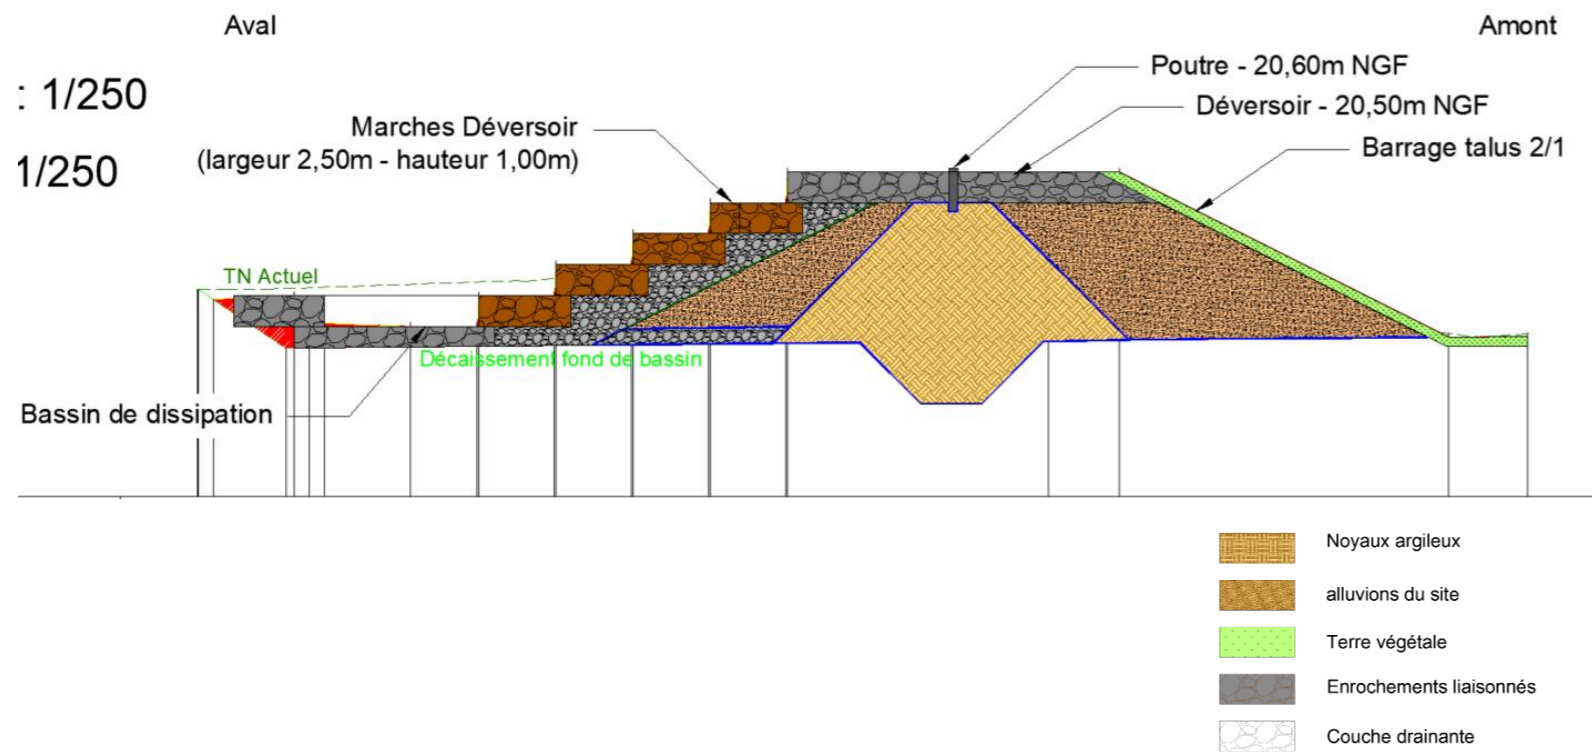 Aval
Amont
: 1/250
1/250
Poutre - 20,60m NGF
Déversoir - 20,50m NGF
Barrage talus 2/1
Marches Déversoir
(largeur 2,50m - hauteur 1,00m)
TN Actuel
Décaissement fond de bassin
Bassin de dissipation
Noyaux argileux
alluvions du site
Terre végétale
Enrochements liaisonnés
Couche drainante